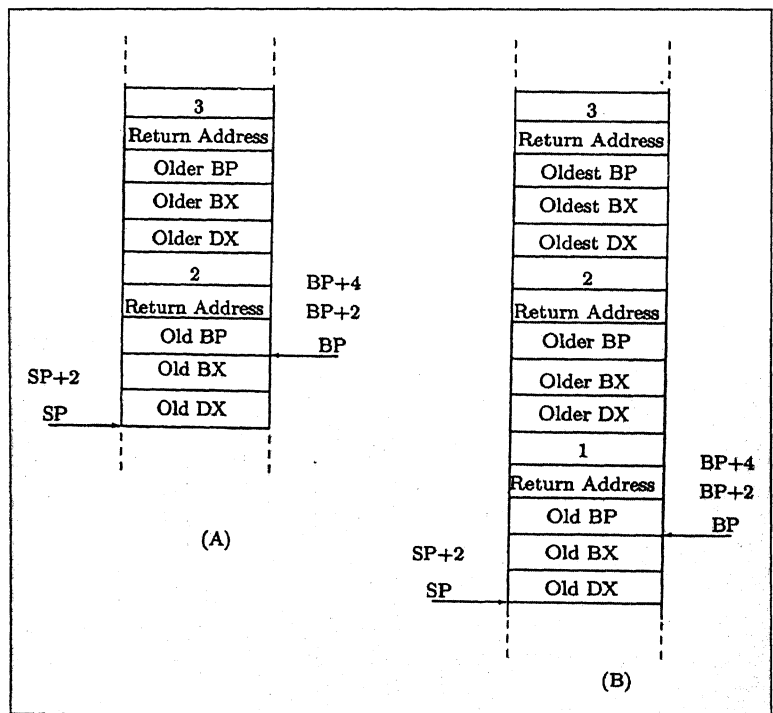 3
Return Address
Older BP
Older BX
Older DX
2
BP+4
Return Address
BP+2
Old BP
BP
Old BX
SP+2
Old DX
SP
(A)
3
Return Address
Oldest BP
Oldest BX
Oldest DX
2
Return Address
Older BP
Older BX
Older DX
1
BP+4
Return Address
BP+2
Old BP
BP
Old BX
SP+2
Old DX
SP
(B)